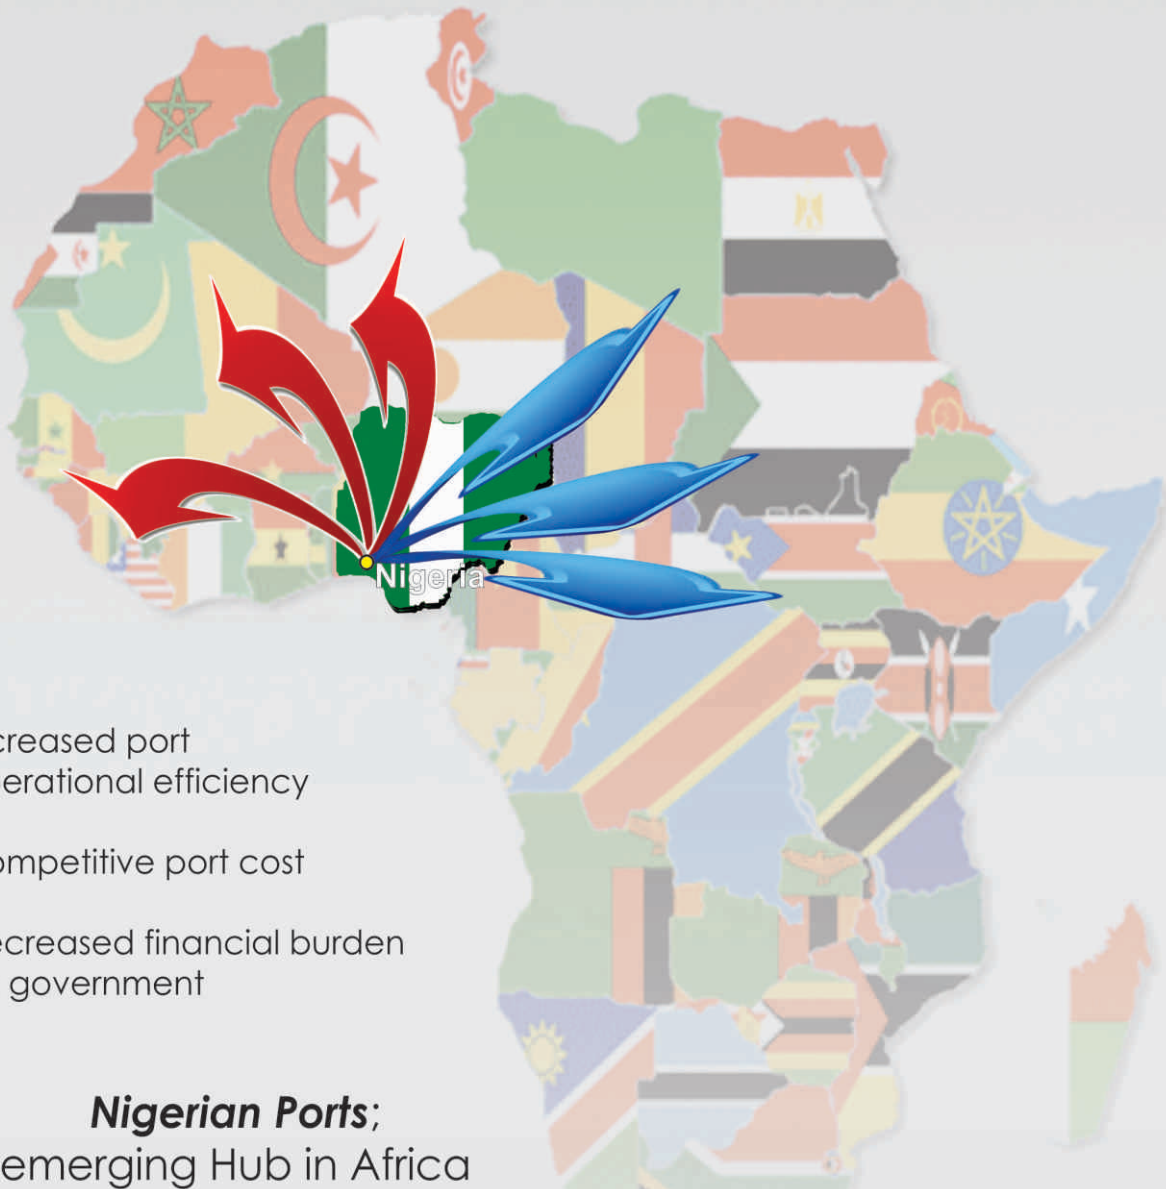 Nigeria
creased port
erational efficiency
ompetitive port cost
ecreased financial burden
government
Nigerian Ports;
emerging Hub in Africa